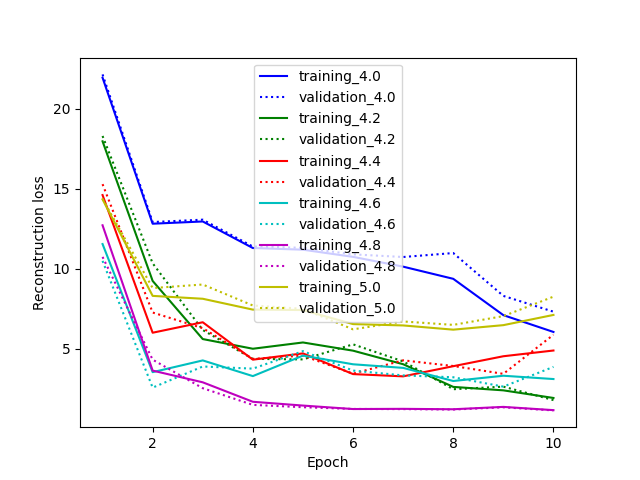 20
15
10
5
Reconstruction loss
training_4.0
validation_4.0
training_4.2
validation_4.2
training_4.4
validation_4.4
training_4.6
validation_4.6
training_4.8
validation_4.8
training_5.0
validation_5.0
2 4 6 8 10
Epoch